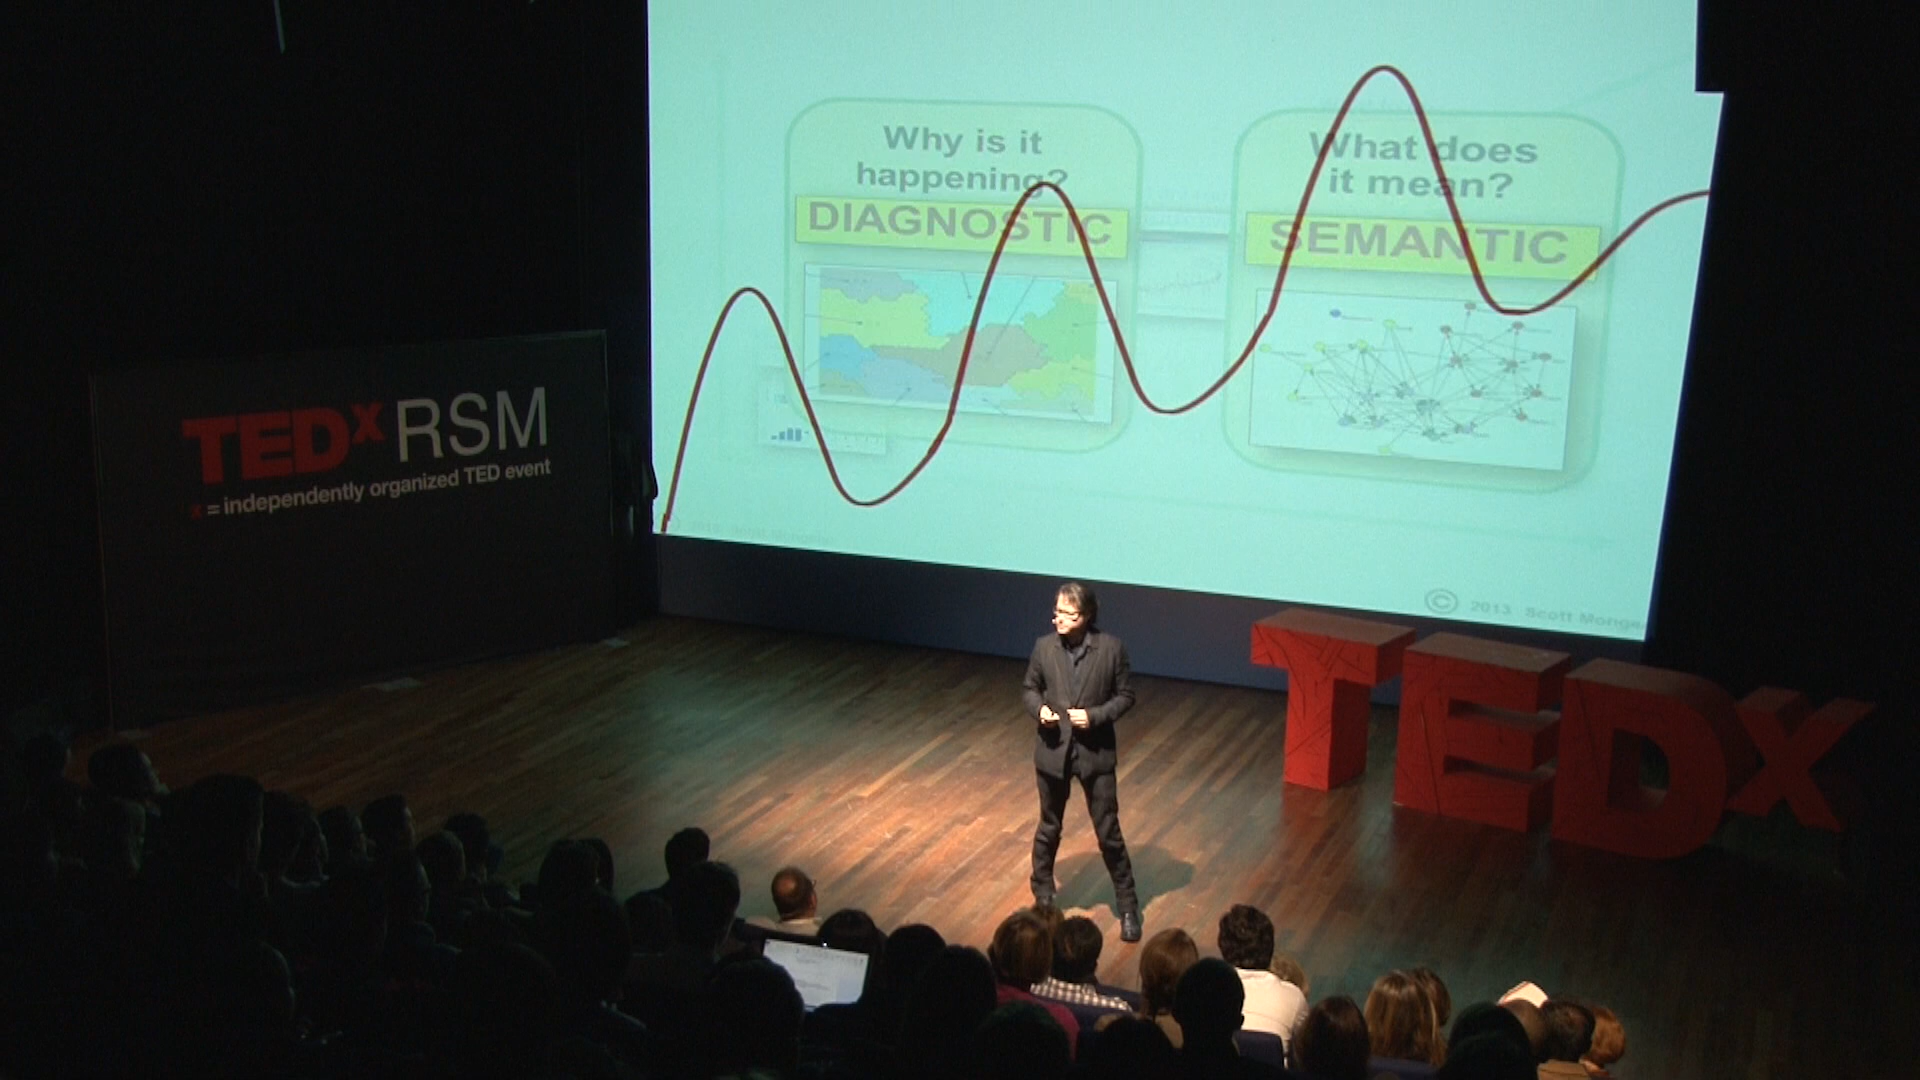 TEDx RSM
x = independently organized TED event
Why is it
happening?
DIAGNOSTIC
What does
it mean?
SEMANTIC
© 2013 Scott Monge
TEDx